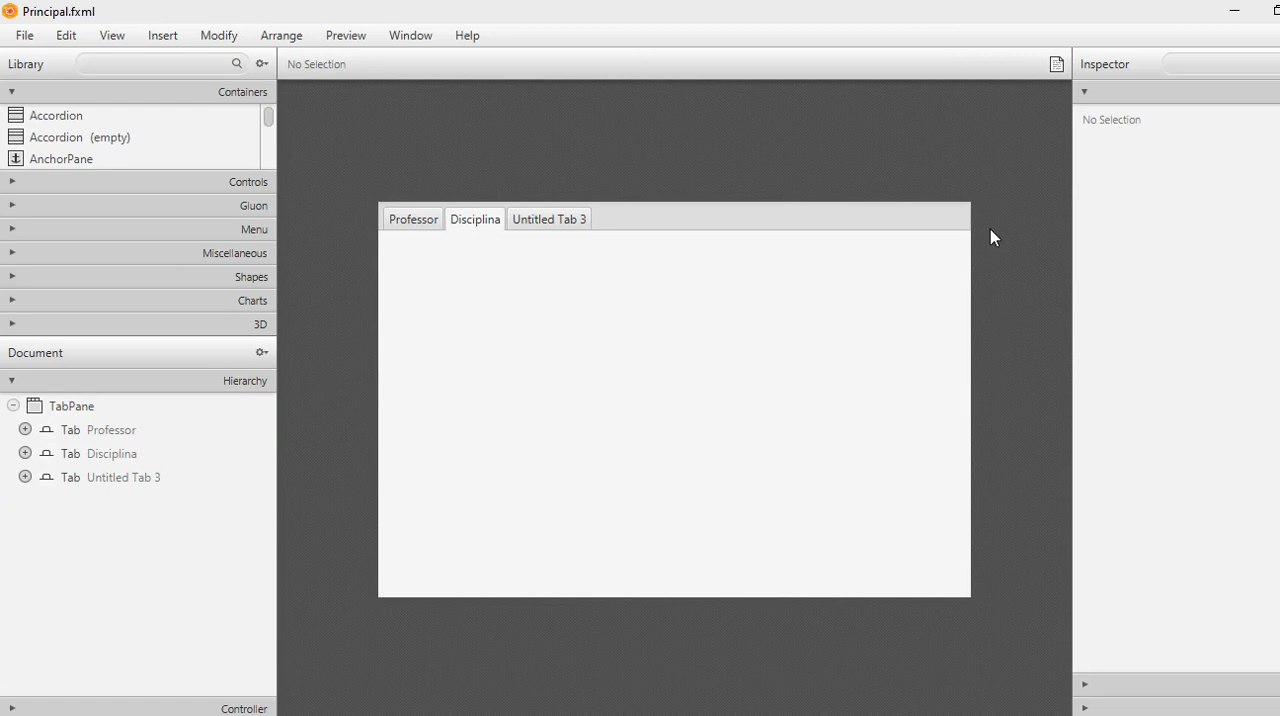 Principal.fxml
File Edit View Insert Modify Arrange Preview Window Help
Library
No Selection
Inspector
Containers
Accordion
Accordion (empty)
AnchorPane
No Selection
Controls
Gluon
Menu
Miscellaneous
Shapes
Charts
3D
Professor Disciplina Untitled Tab 3
Document
Hierarchy
TabPane
Tab Professor
Tab Disciplina
Tab Untitled Tab 3
Controller